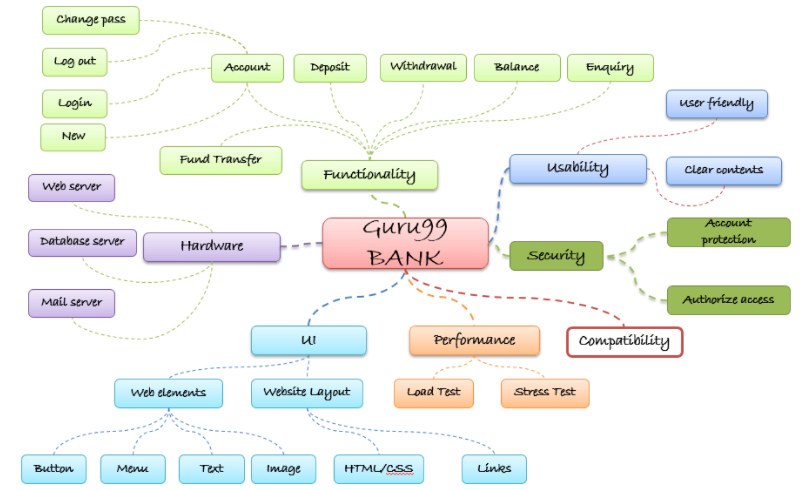 Change pass
Log out
Account
Deposit
Withdrawal
Balance
Enquiry
Login
New
User friendly
Fund Transfer
Functionality
Usability
Clear contents
Web server
Database server
Hardware
Guru99
BANK
Security
Account
protection
Mail server
Authorize access
UI
Performance
Compatibility
Web elements
Website Layout
Load Test
Stress Test
Button
Menu
Text
Image
HTML/CSS
Links